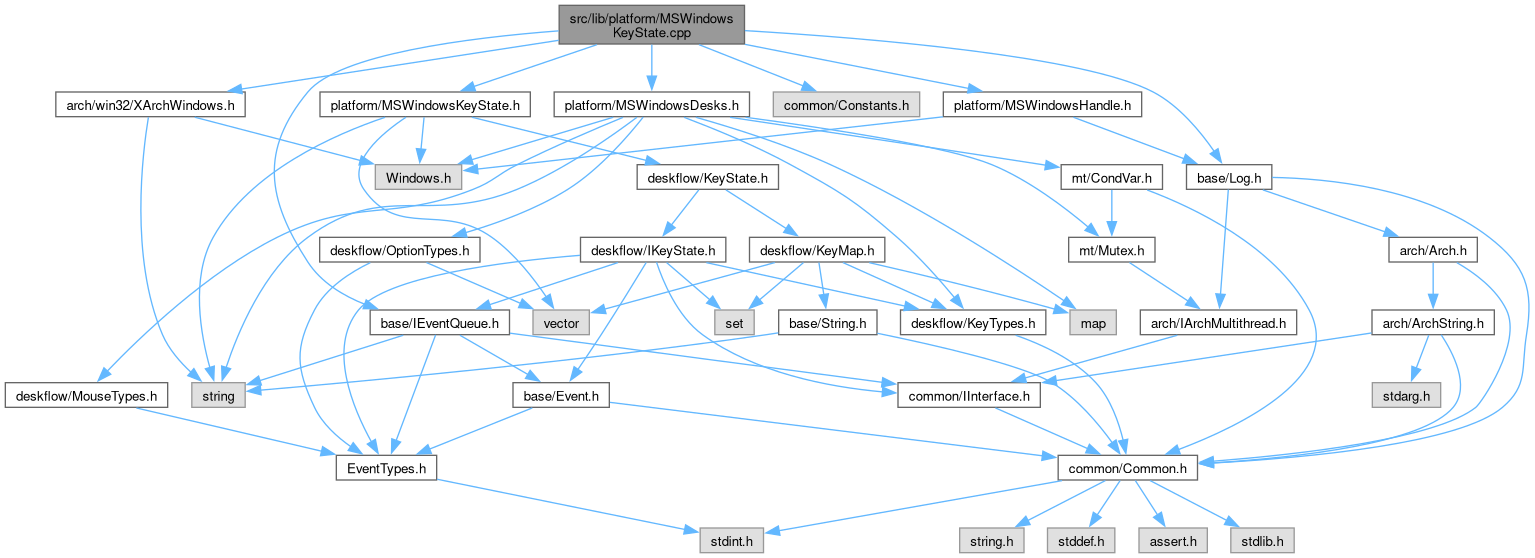 src/lib/platform/MSWindows
KeyState.cpp
arch/win32/XArchWindows.h
platform/MSWindowsKeyState.h
platform/MSWindowsDesks.h
common/Constants.h
platform/MSWindowsHandle.h
Windows.h
deskflow/KeyState.h
mt/CondVar.h
base/Log.h
deskflow/OptionTypes.h
deskflow/IKeyState.h
deskflow/KeyMap.h
mt/Mutex.h
arch/Arch.h
base/IEventQueue.h
vector
set
base/String.h
deskflow/KeyTypes.h
map
arch/IArchMultithread.h
arch/ArchString.h
deskflow/MouseTypes.h
string
base/Event.h
common/IInterface.h
stdarg.h
EventTypes.h
common/Common.h
stdint.h
string.h
stddef.h
assert.h
stdlib.h